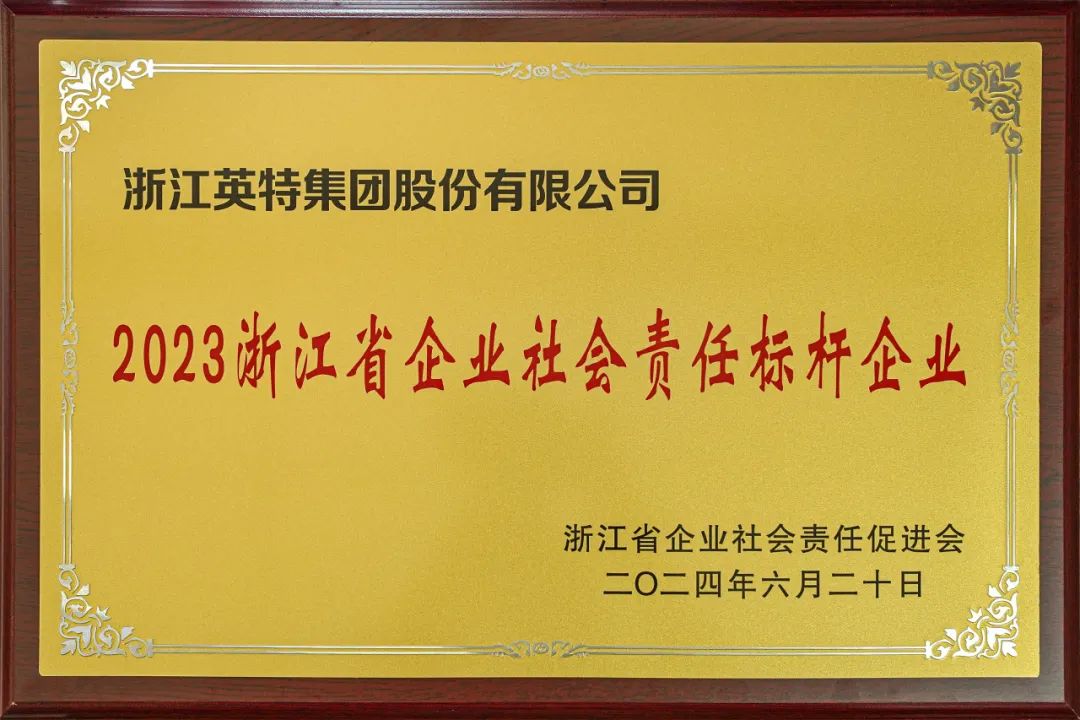 浙江英特集团股份有限公司
2023浙江省企业社会责任标杆企业
浙江省企业社会责任促进会
二〇二四年六月二十日